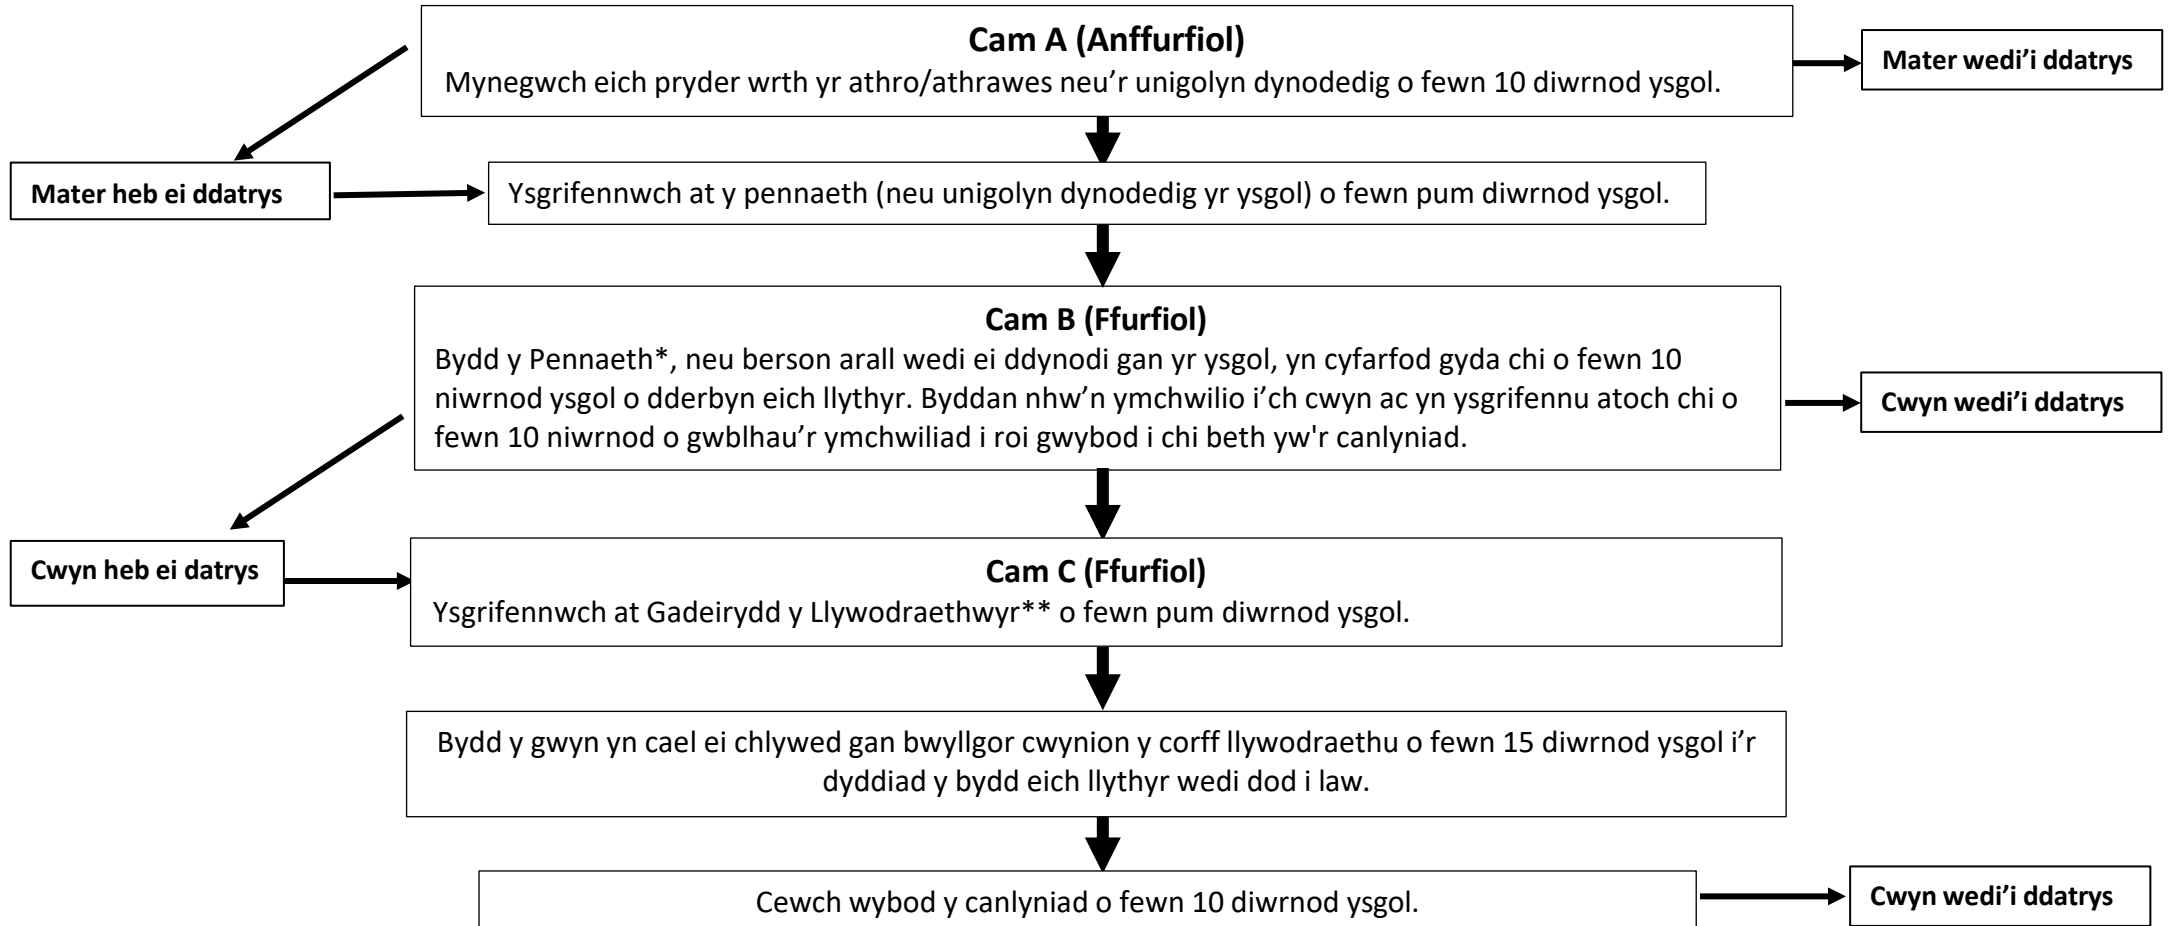 Cam A (Anffurfiol)
Mynegwch eich pryder wrth yr athro/athrawes neu’r unigolyn dynodedig o fewn 10 diwrnod ysgol.
Mater wedi’i ddatrys
Mater heb ei ddatrys
Ysgrifennwch at y pennaeth (neu unigolyn dynodedig yr ysgol) o fewn pum diwrnod ysgol.
Cam B (Ffurfiol)
Bydd y Pennaeth*, neu berson arall wedi ei ddynodi gan yr ysgol, yn cyfarfod gyda chi o fewn 10
niwrnod ysgol o dderbyn eich llythyr. Byddan nhw’n ymchwilio i’ch cwyn ac yn ysgrifennu atoch chi o
fewn 10 niwrnod o gwblhau’r ymchwiliad i roi gwybod i chi beth yw'r canlyniad.
Cwyn wedi’i ddatrys
Cwyn heb ei datrys
Cam C (Ffurfiol)
Ysgrifennwch at Gadeirydd y Llywodraethwyr** o fewn pum diwrnod ysgol.
Bydd y gwyn yn cael ei chlywed gan bwyllgor cwynion y corff llywodraethu o fewn 15 diwrnod ysgol i’r
dyddiad y bydd eich llythyr wedi dod i law.
Cewch wybod y canlyniad o fewn 10 diwrnod ysgol.
Cwyn wedi’i ddatrys